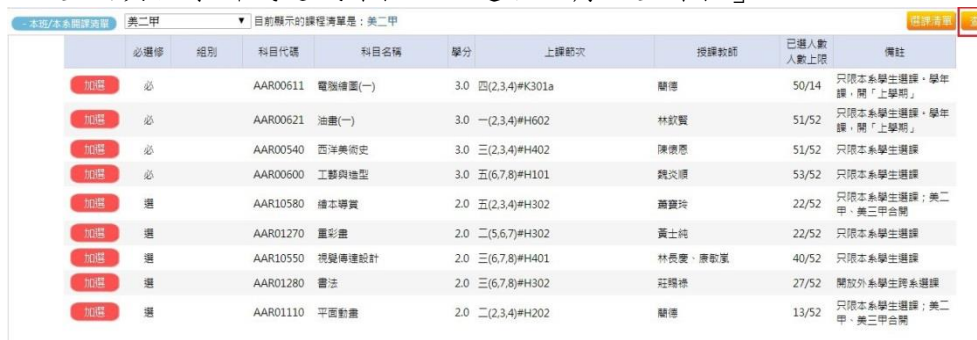 - 本班/本系開課清單 美二甲 ▼ 目前顯示的課程清單是：美二甲 選課清單
必選修 組別 科目代碼 科目名稱 學分 上課節次 授課教師 已選人數 人數上限 備註
加選 必 AAR00611 電腦繪圖(一) 3.0 四(2,3,4)#K301a 蘭德 50/14 只限本系學生選課，學年課，開「上學期」
加選 必 AAR00621 油畫(一) 3.0 一(2,3,4)#H602 林欽賢 51/52 只限本系學生選課，學年課，開「上學期」
加選 必 AAR00540 西洋美術史 3.0 三(2,3,4)#H402 陳懷恩 51/52 只限本系學生選課
加選 必 AAR00600 工藝與造型 3.0 五(6,7,8)#H101 魏炎順 53/52 只限本系學生選課
加選 選 AAR10580 繪本導賞 2.0 五(2,3,4)#H302 蕭寶玲 22/52 只限本系學生選課；美二甲、美三甲合開
加選 選 AAR01270 重彩畫 2.0 二(5,6,7)#H302 黃士純 22/52 只限本系學生選課
加選 選 AAR10550 視覺傳達設計 2.0 三(6,7,8)#H401 林長慶、康敏嵐 40/52 只限本系學生選課
加選 選 AAR01280 書法 2.0 三(6,7,8)#H302 莊暘祿 27/52 開放外系學生跨系選課
加選 選 AAR01110 平面動畫 2.0 二(2,3,4)#H202 蘭德 13/52 只限本系學生選課；美二甲、美三甲合開